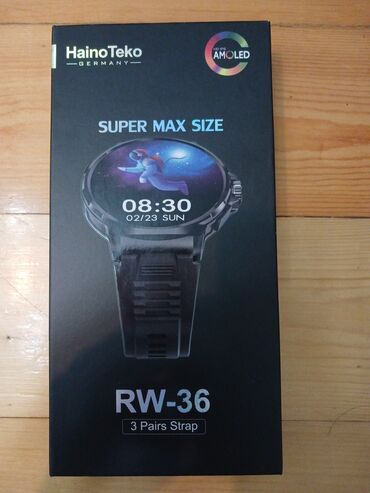 HainoTeko
GERMANY
AMOLED
SUPER MAX SIZE
08:30
02/23 SUN
RW-36
3 Pairs Strap